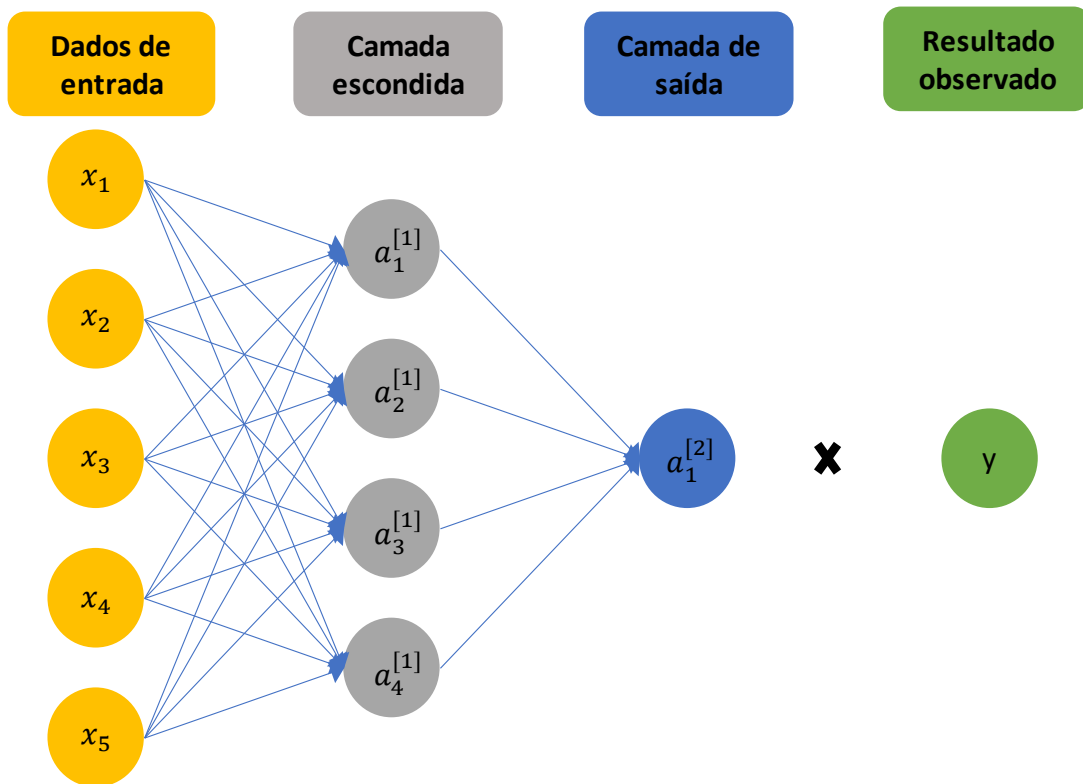 Dados de
entrada
Camada
escondida
Camada de
saída
Resultado
observado
x₁
x₂
x₃
x₄
x₅
a₁^[1]
a₂^[1]
a₃^[1]
a₄^[1]
a₁^[2]
y